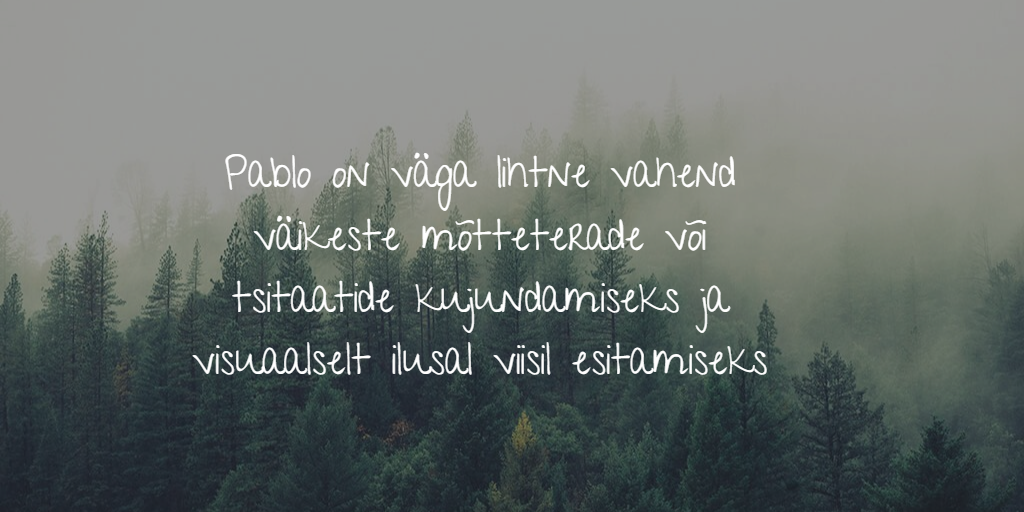 Pablo on väga lihtne vahend
väikeste mõtteterade või
tsitaatide kujundamiseks ja
visuaalselt ilusal viisil esitamiseks